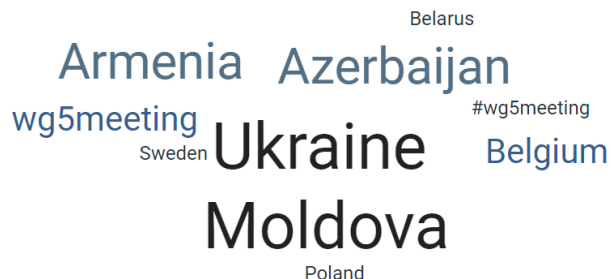 Belarus
Armenia Azerbaijan
wg5meeting #wg5meeting
Sweden Ukraine Belgium
Moldova
Poland